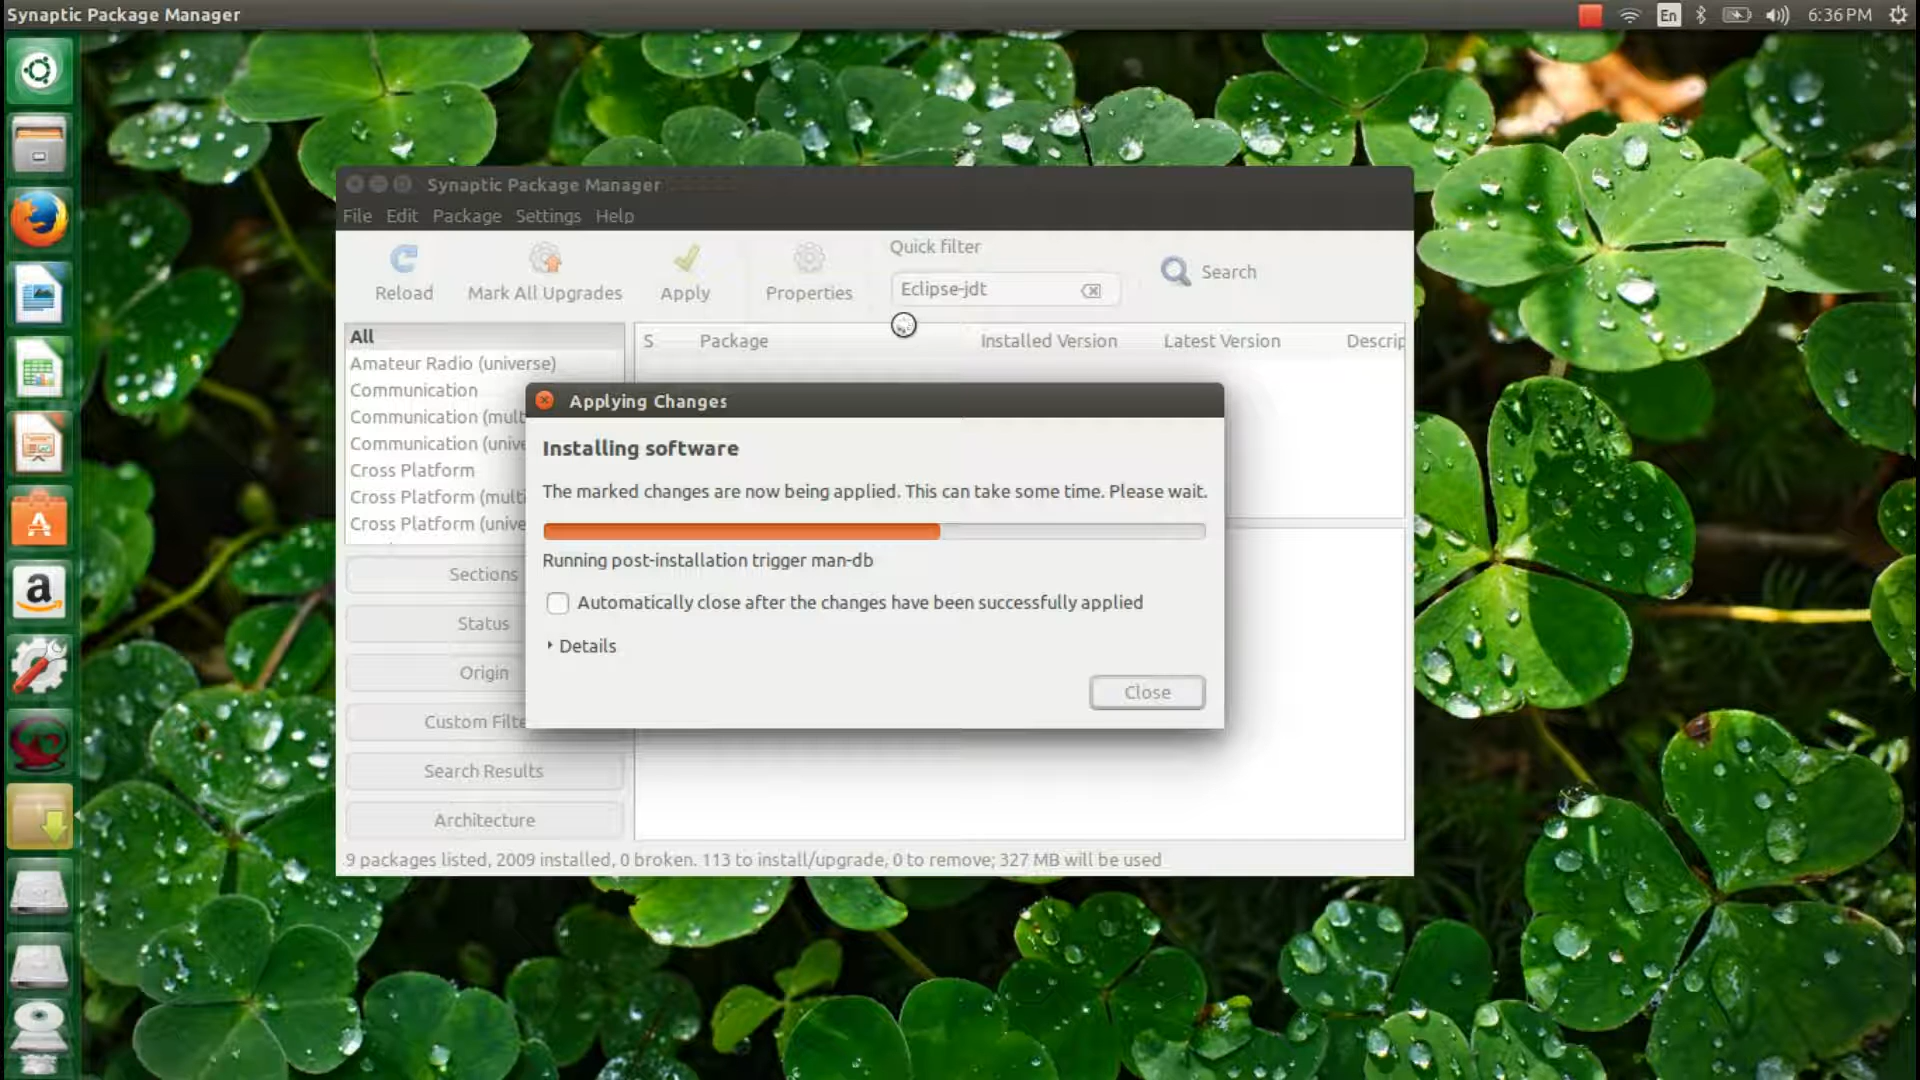 Synaptic Package Manager
En
6:36 PM
Synaptic Package Manager
File Edit Package Settings Help
Reload
Mark All Upgrades
Apply
Properties
Quick filter
Eclipse-jdt
Search
All
Amateur Radio (universe)
Communication
Communication (mult
Communication (unive
Cross Platform
Cross Platform (multi
Cross Platform (unive
S Package Installed Version Latest Version Descrip
Applying Changes
Installing software
The marked changes are now being applied. This can take some time. Please wait.
Running post-installation trigger man-db
Automatically close after the changes have been successfully applied
Details
Close
Sections
Status
Origin
Custom Filte
Search Results
Architecture
9 packages listed, 2009 installed, 0 broken. 113 to install/upgrade, 0 to remove; 327 MB will be used